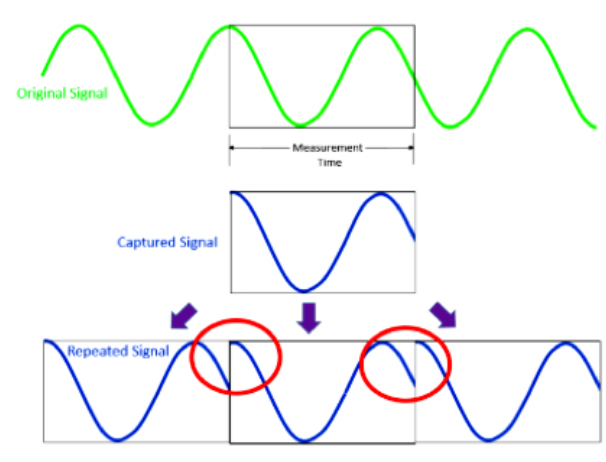 Original Signal
Measurement
Time
Captured Signal
Repeated Signal